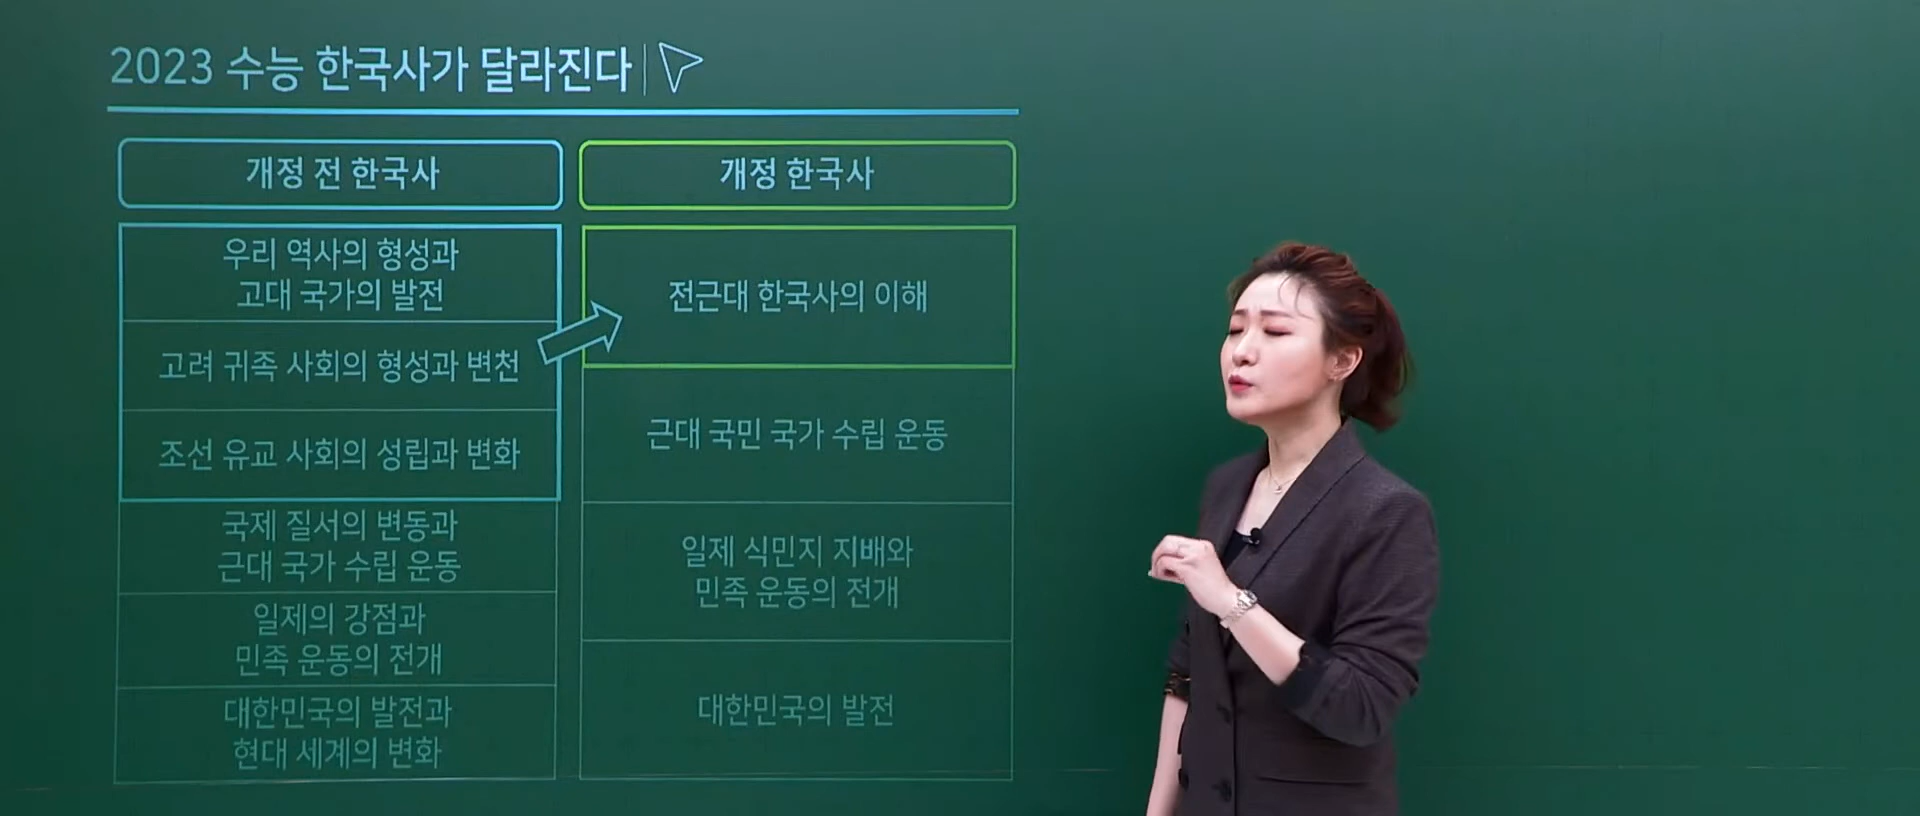 2023 수능 한국사가 달라진다
개정 전 한국사
우리 역사의 형성과
고대 국가의 발전
고려 귀족 사회의 형성과 변천
조선 유교 사회의 성립과 변화
국제 질서의 변동과
근대 국가 수립 운동
일제의 강점과
민족 운동의 전개
대한민국의 발전과
현대 세계의 변화
개정 한국사
전근대 한국사의 이해
근대 국민 국가 수립 운동
일제 식민지 지배와
민족 운동의 전개
대한민국의 발전